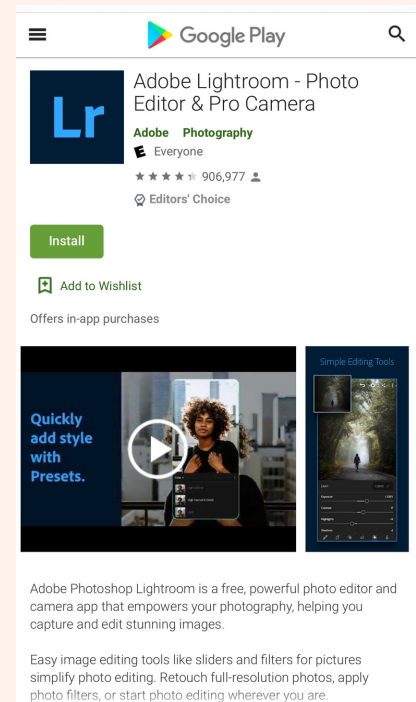 Google Play
Adobe Lightroom - Photo
Editor & Pro Camera
Lr
Adobe Photography
E Everyone
906,977
Editors' Choice
Install
Add to Wishlist
Offers in-app purchases
Quickly
add style
with
Presets.
Simple Editing Tools
Adobe Photoshop Lightroom is a free, powerful photo editor and
camera app that empowers your photography, helping you
capture and edit stunning images.
Easy image editing tools like sliders and filters for pictures
simplify photo editing. Retouch full-resolution photos, apply
photo filters, or start photo editing wherever you are.